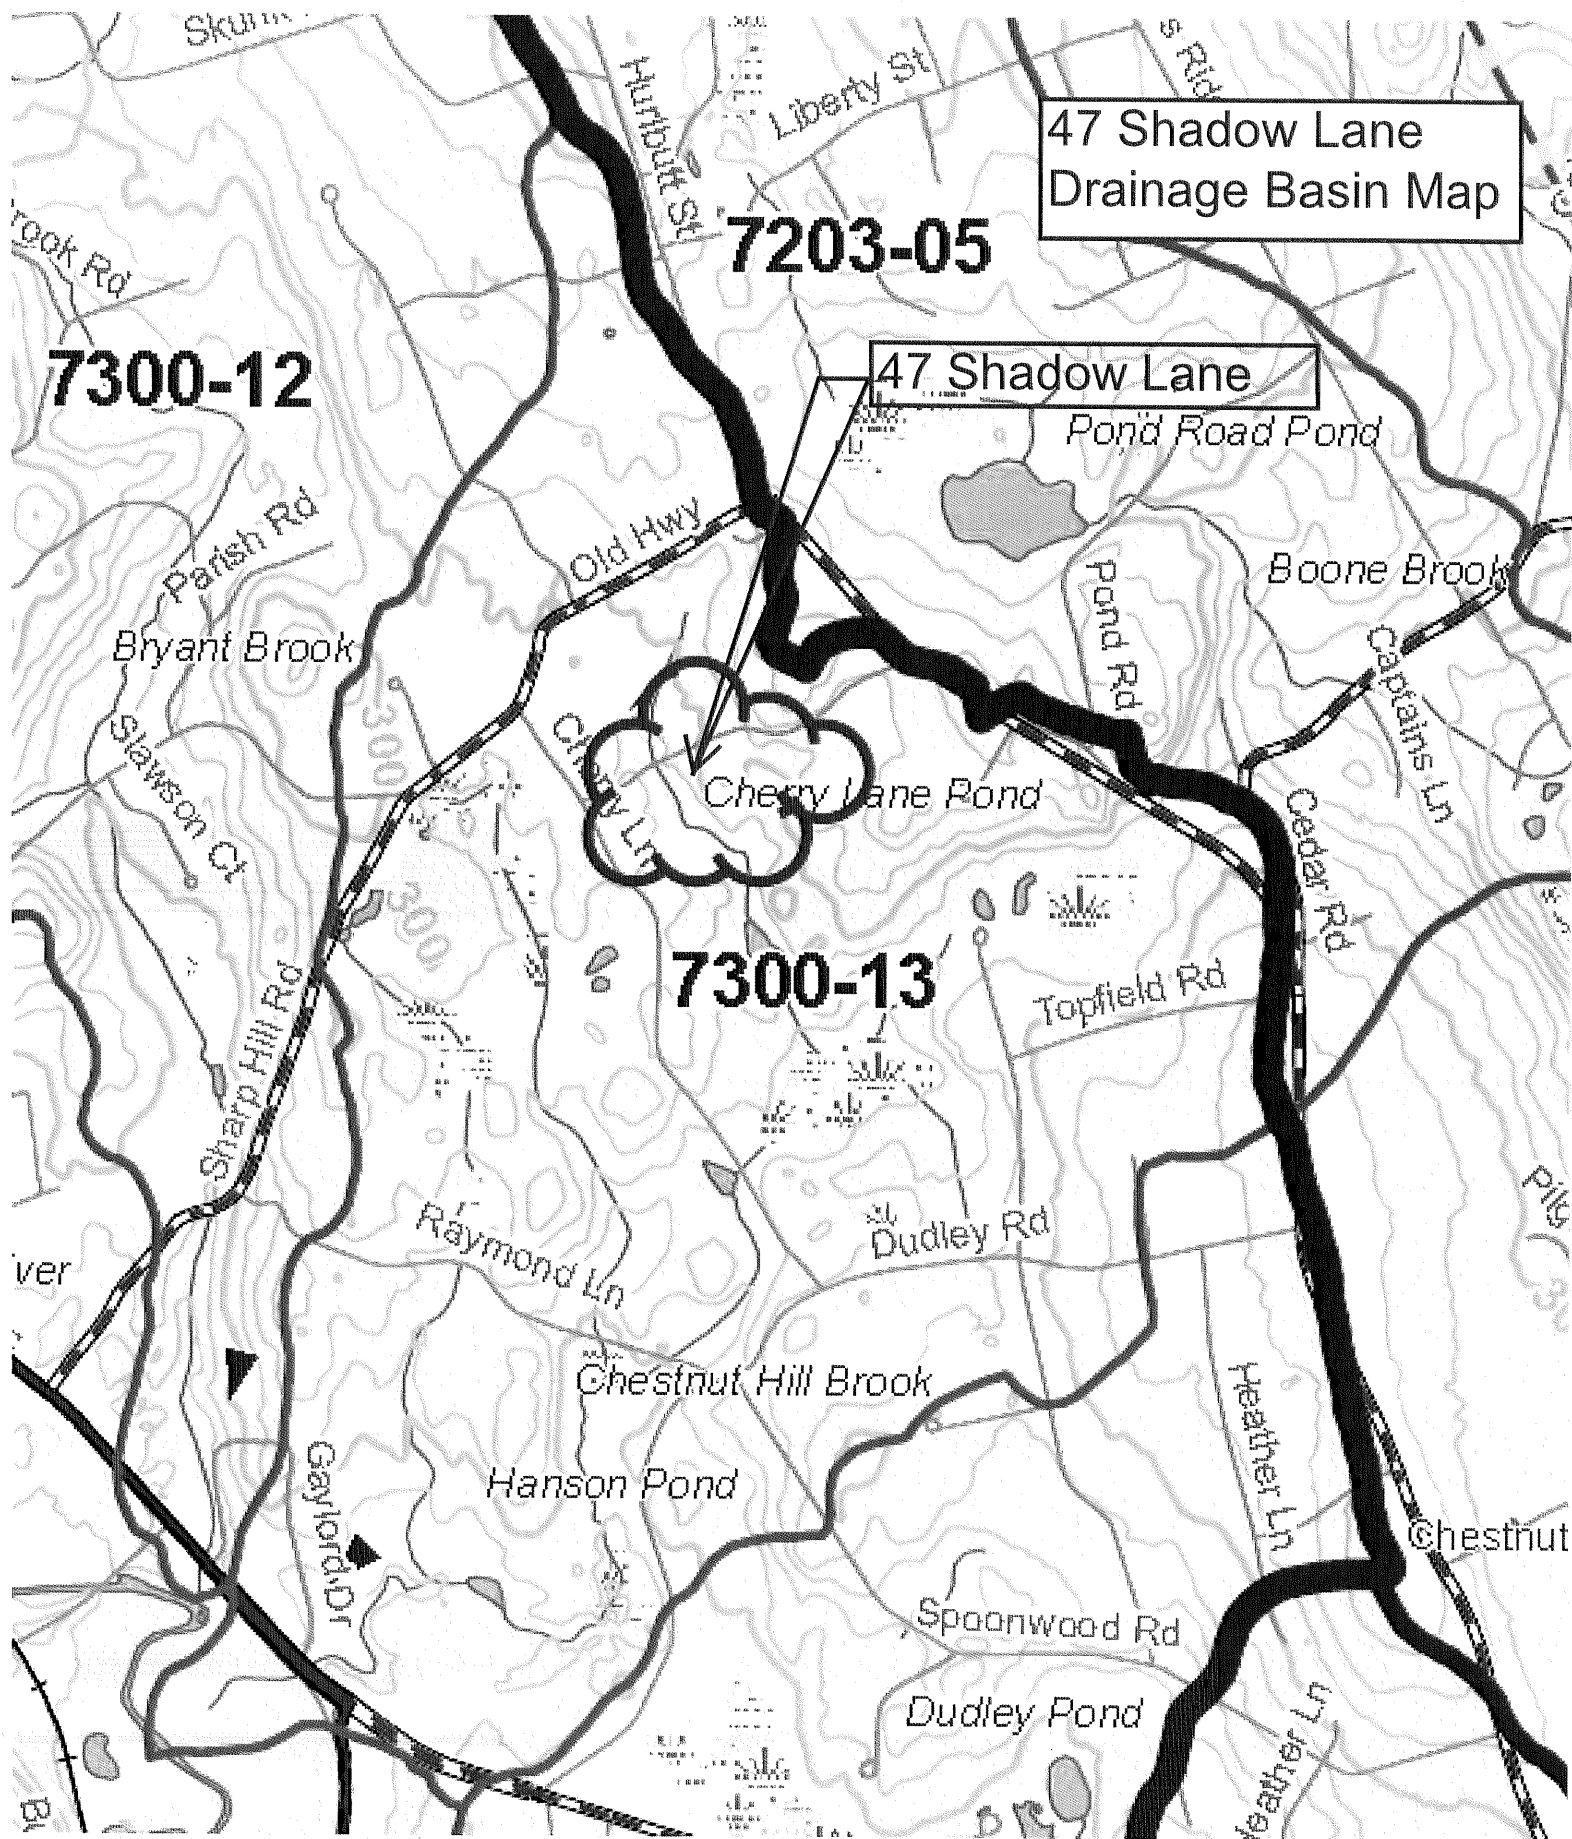 Hurlbutt St
Liberty St
47 Shadow Lane
Drainage Basin Map
7203-05
7300-12
47 Shadow Lane
Pond Road Pond
Parish Rd
Old Hwy
Boone Brook
Pond Rd
Bryant Brook
Captains Ln
Slawson Ct
Cherry Ln
300
Cherry Lane Pond
Cedar Rd
300
7300-13
Topfield Rd
Sharp Hill Rd
Raymond Ln
Dudley Rd
Chestnut Hill Brook
Heather Ln
Hanson Pond
Gaylord Dr
Chestnut
Spoonwood Rd
Dudley Pond